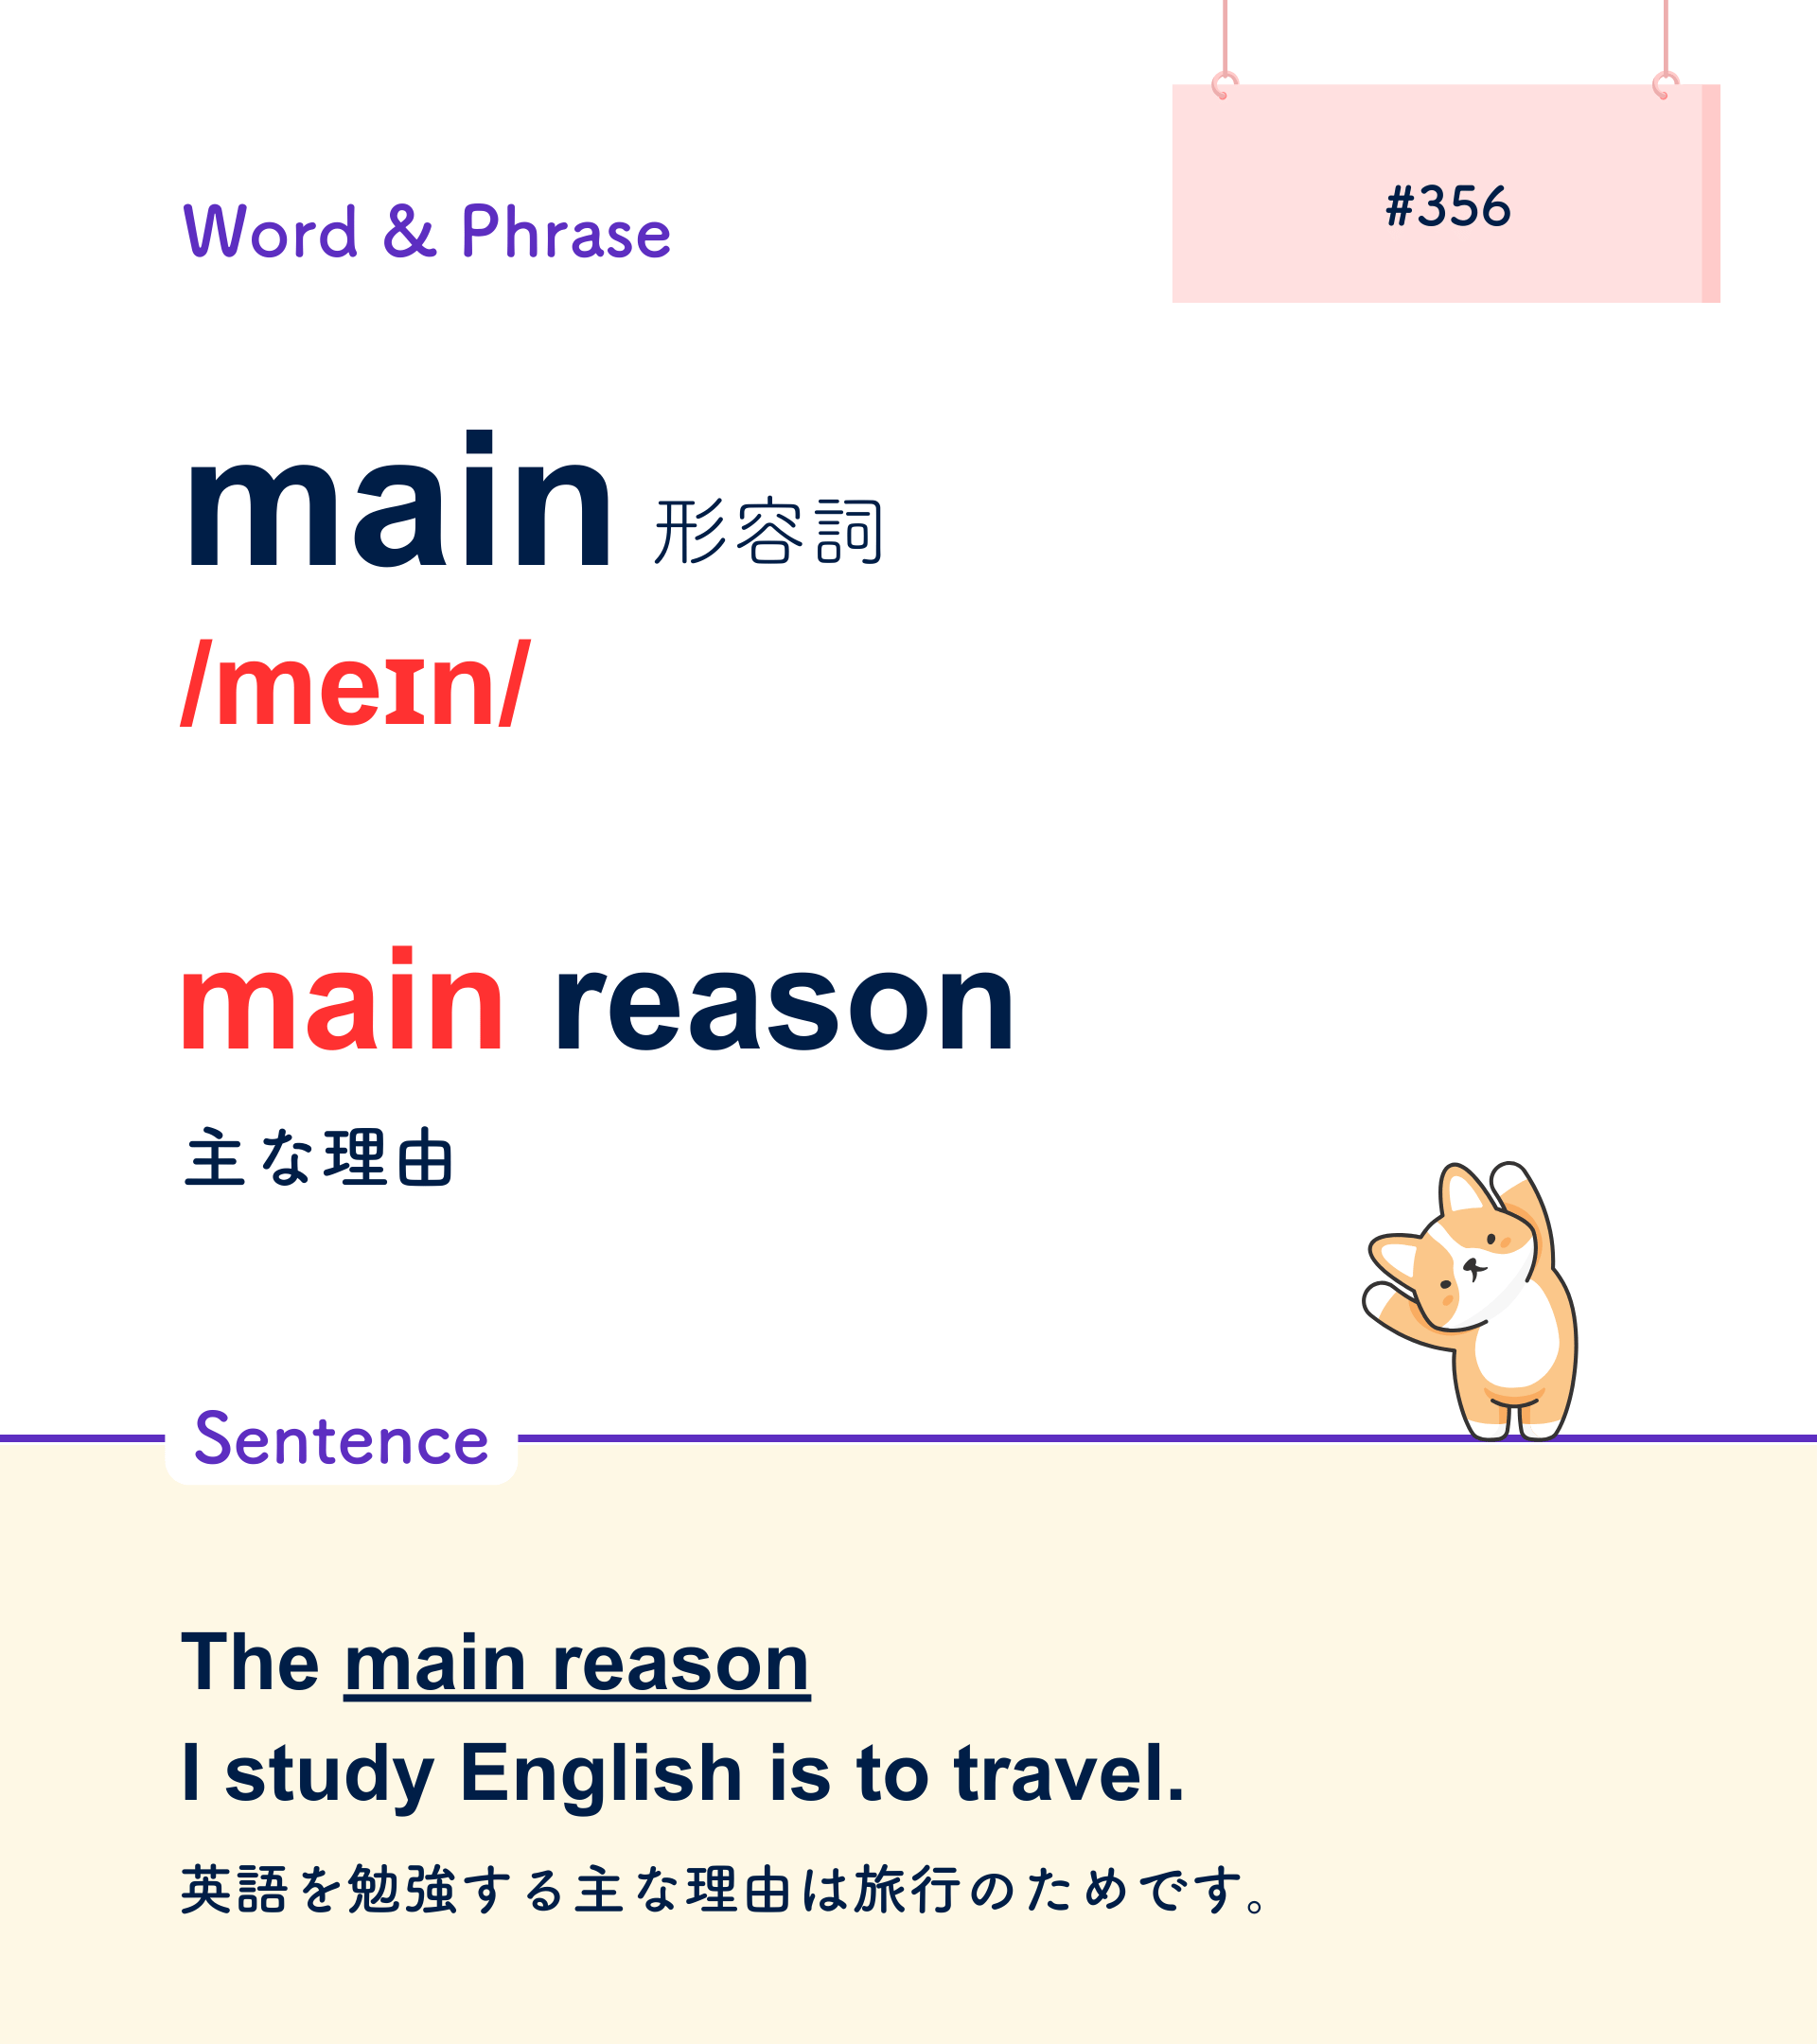 #356
Word & Phrase
main 形容詞
/meɪn/
main reason
主な理由
Sentence
The main reason
I study English is to travel.
英語を勉強する主な理由は旅行のためです。